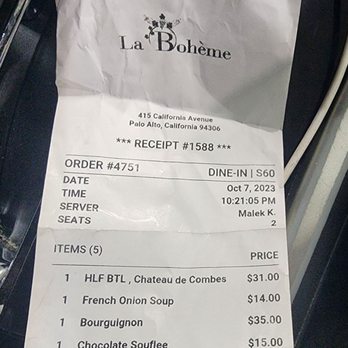 La Bohème
415 California Avenue
Palo Alto, California 94306
*** RECEIPT #1588 ***
ORDER #4751 DINE-IN | S60
DATE Oct 7, 2023
TIME 10:21:05 PM
SERVER Malek K.
SEATS 2
ITEMS (5) PRICE
1 HLF BTL , Chateau de Combes $31.00
1 French Onion Soup $14.00
1 Bourguignon $35.00
1 Chocolate Souflee $15.00